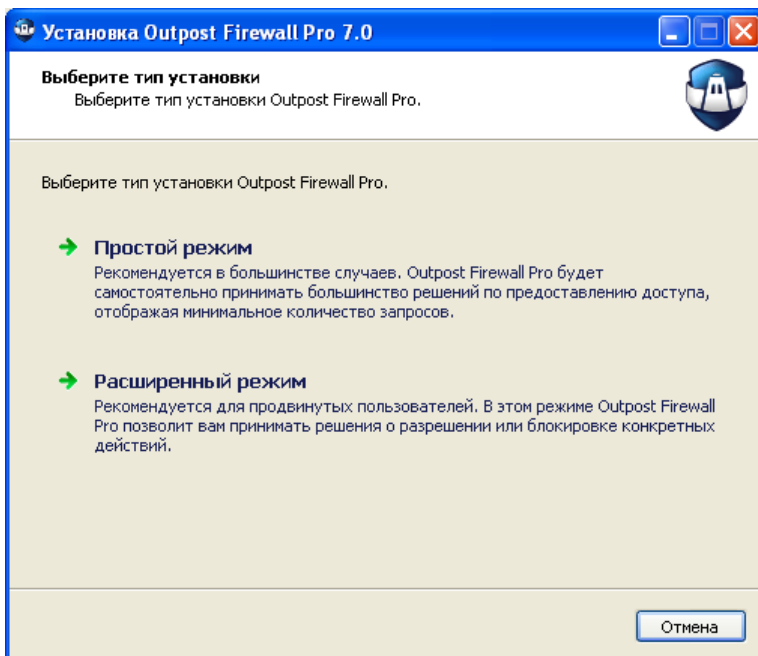 Установка Outpost Firewall Pro 7.0
Выберите тип установки
Выберите тип установки Outpost Firewall Pro.
Выберите тип установки Outpost Firewall Pro.
Простой режим
Рекомендуется в большинстве случаев. Outpost Firewall Pro будет
самостоятельно принимать большинство решений по предоставлению доступа,
отображая минимальное количество запросов.
Расширенный режим
Рекомендуется для продвинутых пользователей. В этом режиме Outpost Firewall
Pro позволит вам принимать решения о разрешении или блокировке конкретных
действий.
Отмена